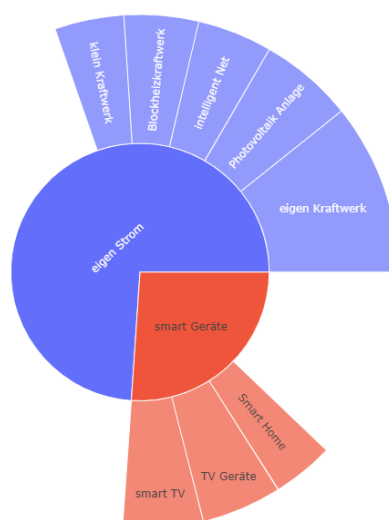 klein Kraftwerk
Blockheizkraftwerk
intelligent Net
Photovoltaik Anlage
eigen Kraftwerk
eigen Strom
smart Geräte
Smart Home
TV Geräte
smart TV